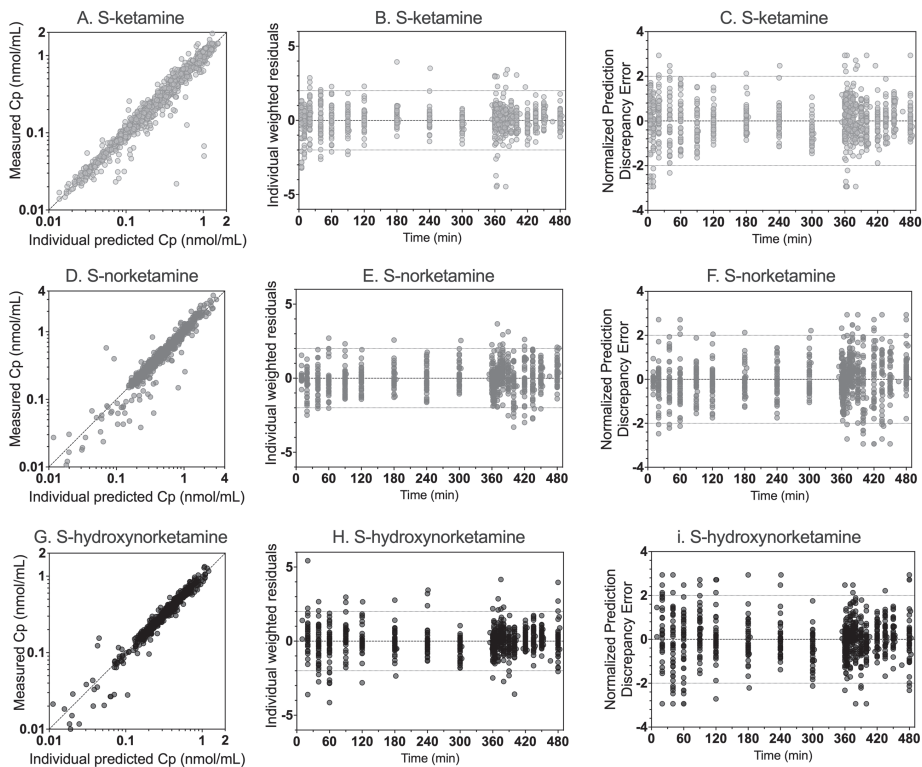 A. S-ketamine
Measured Cp (nmol/mL)
2
1
0.1
0.01
0.01 0.1 1 2
Individual predicted Cp (nmol/mL)
B. S-ketamine
Individual weighted residuals
5
0
-5
0 60 120 180 240 300 360 420 480
Time (min)
C. S-ketamine
Normalized Prediction
Discrepancy Error
4
2
0
-2
-4
0 60 120 180 240 300 360 420 480
Time (min)
D. S-norketamine
Measured Cp (nmol/mL)
4
1
0.1
0.01
0.01 0.1 1 4
Individual predicted Cp (nmol/mL)
E. S-norketamine
Individual weighted residuals
5
0
-5
0 60 120 180 240 300 360 420 480
Time (min)
F. S-norketamine
Normalized Prediction
Discrepancy Error
4
2
0
-2
-4
0 60 120 180 240 300 360 420 480
Time (min)
G. S-hydroxynorketamine
Measured Cp (nmol/mL)
2
1
0.1
0.01
0.01 0.1 1 2
Individual predicted Cp (nmol/mL)
H. S-hydroxynorketamine
Individual weighted residuals
5
0
-5
0 60 120 180 240 300 360 420 480
Time (min)
i. S-hydroxynorketamine
Normalized Prediction
Discrepancy Error
4
2
0
-2
-4
0 60 120 180 240 300 360 420 480
Time (min)